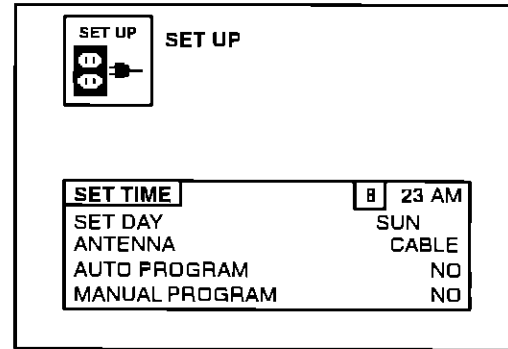 SET UP
SET UP
SET TIME 8 23 AM
SET DAY SUN
ANTENNA CABLE
AUTO PROGRAM NO
MANUAL PROGRAM NO